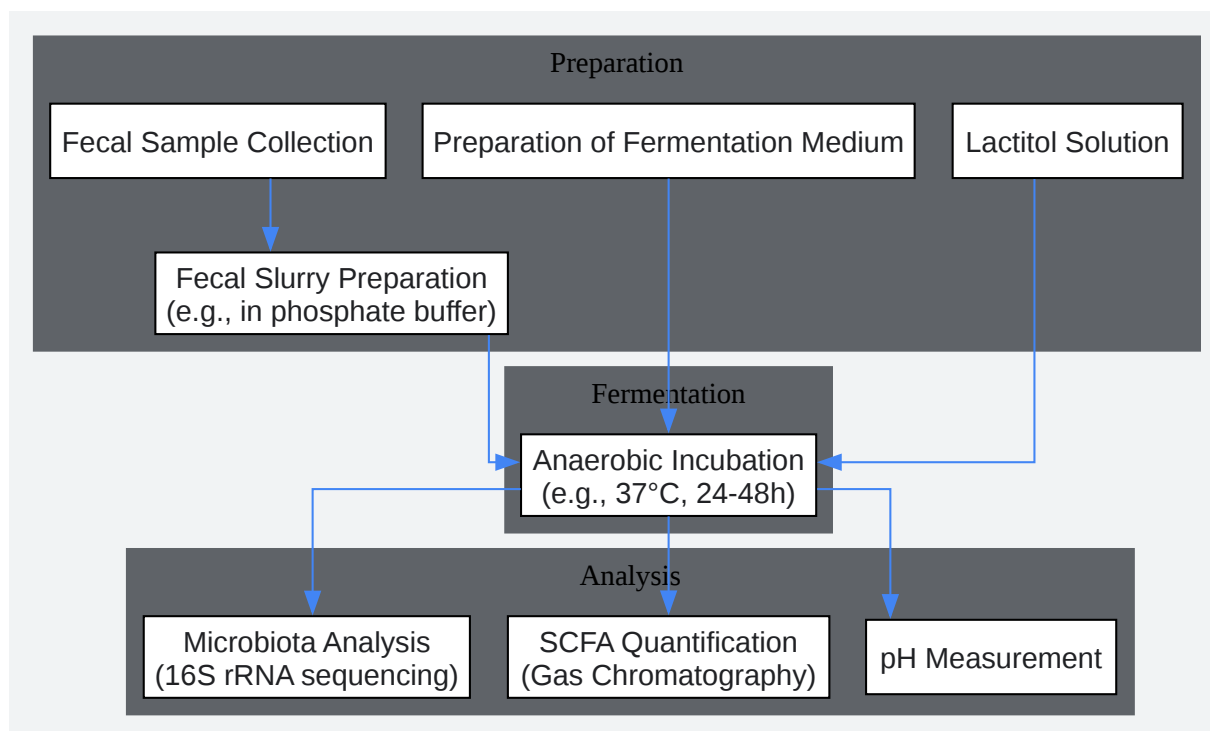 Preparation
Fecal Sample Collection
Preparation of Fermentation Medium
Lactitol Solution
Fecal Slurry Preparation
(e.g., in phosphate buffer)
Fermentation
Anaerobic Incubation
(e.g., 37°C, 24-48h)
Analysis
Microbiota Analysis
(16S rRNA sequencing)
SCFA Quantification
(Gas Chromatography)
pH Measurement